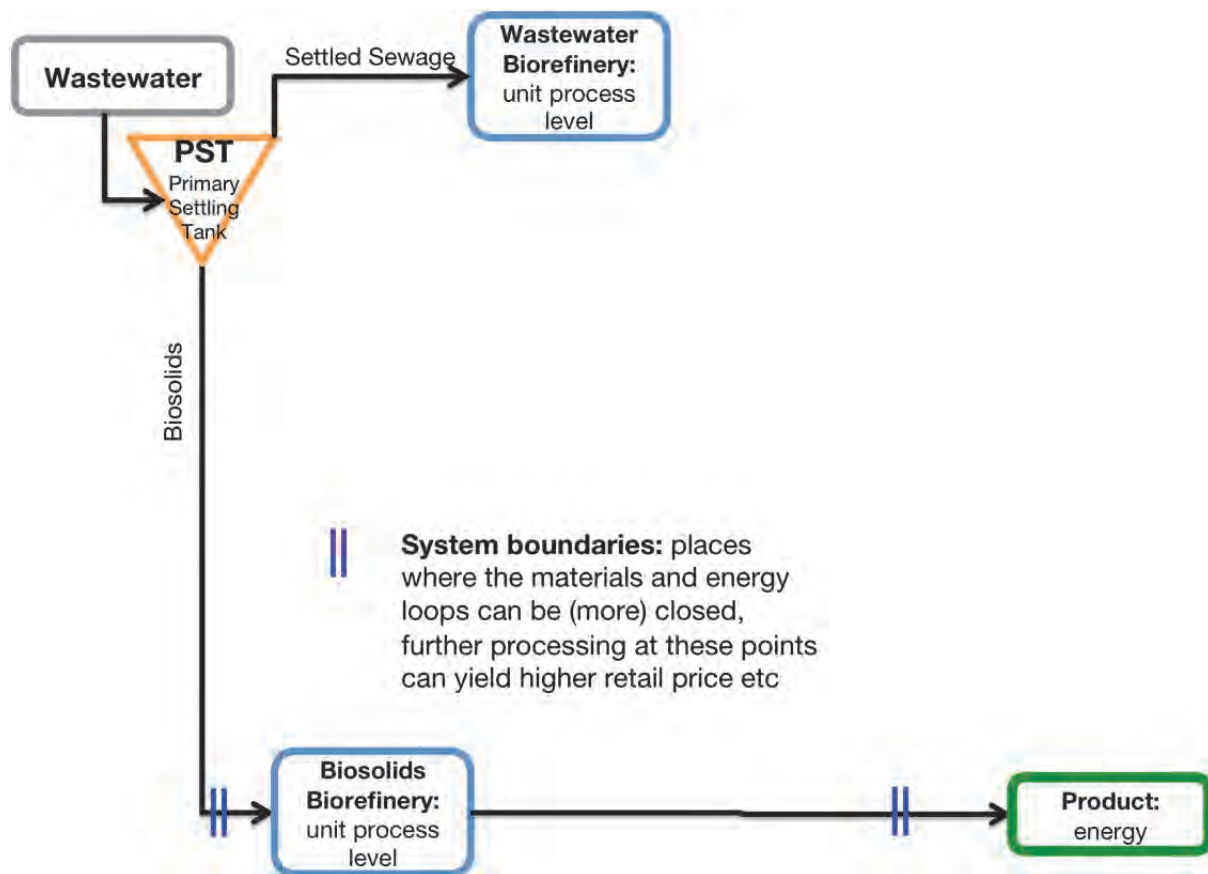 Wastewater
Settled Sewage
Wastewater
Biorefinery:
unit process
level
PST
Primary
Settling
Tank
Biosolids
System boundaries: places
where the materials and energy
loops can be (more) closed,
further processing at these points
can yield higher retail price etc
Biosolids
Biorefinery:
unit process
level
Product:
energy